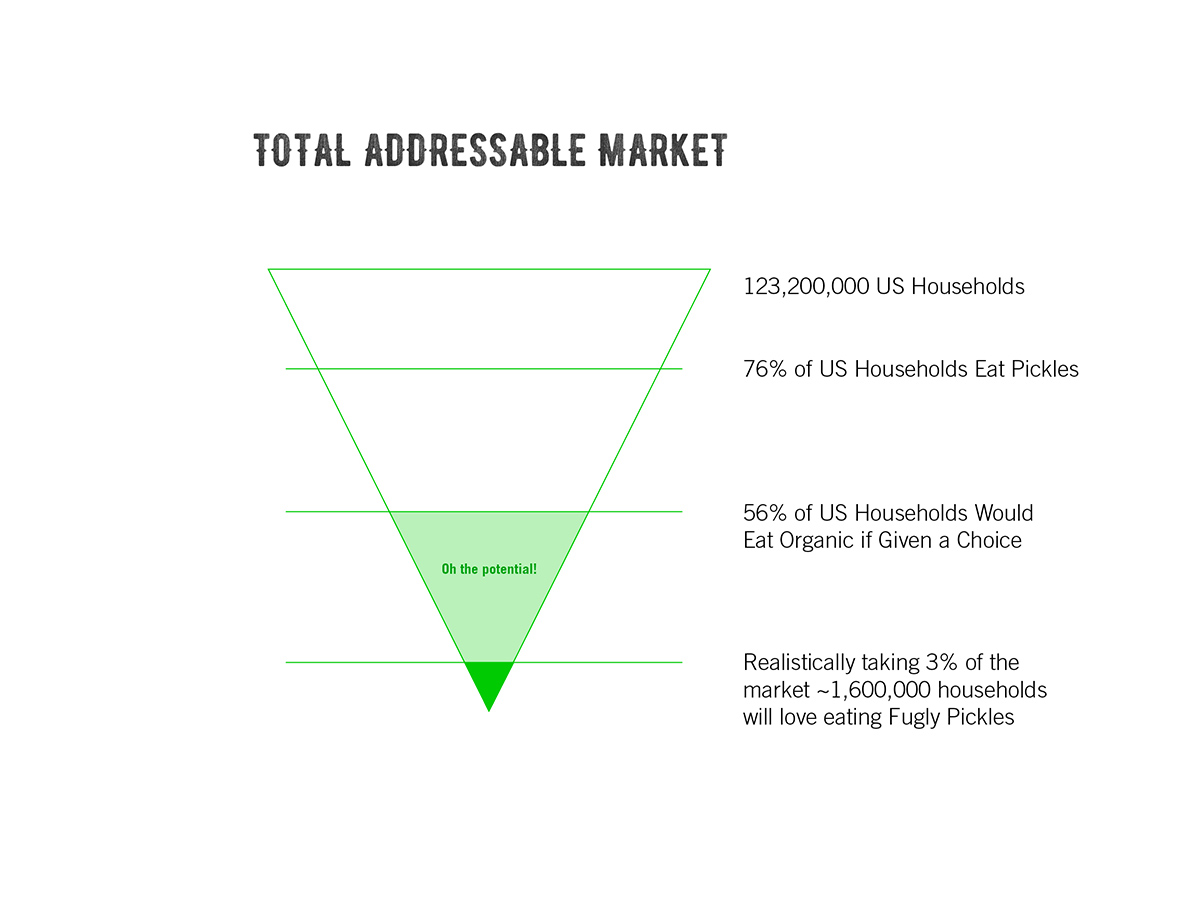 TOTAL ADDRESSABLE MARKET
123,200,000 US Households
76% of US Households Eat Pickles
56% of US Households Would
Eat Organic if Given a Choice
Oh the potential!
Realistically taking 3% of the
market ~1,600,000 households
will love eating Fugly Pickles